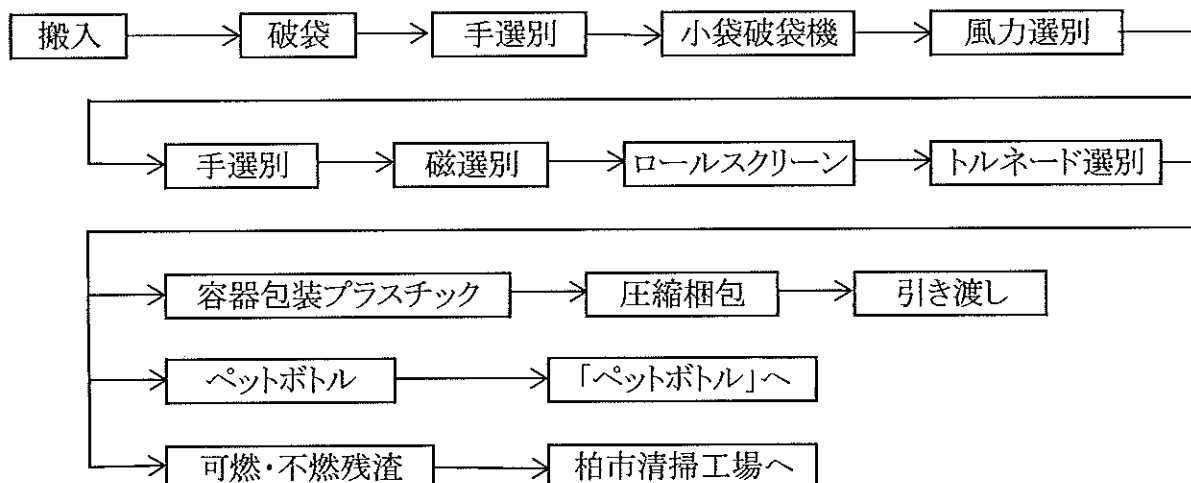 搬入 破袋 手選別 小袋破袋機 風力選別
手選別 磁選別 ロールスクリーン トルネード選別
容器包装プラスチック 圧縮梱包 引き渡し
ペットボトル 「ペットボトル」へ
可燃・不燃残渣 柏市清掃工場へ